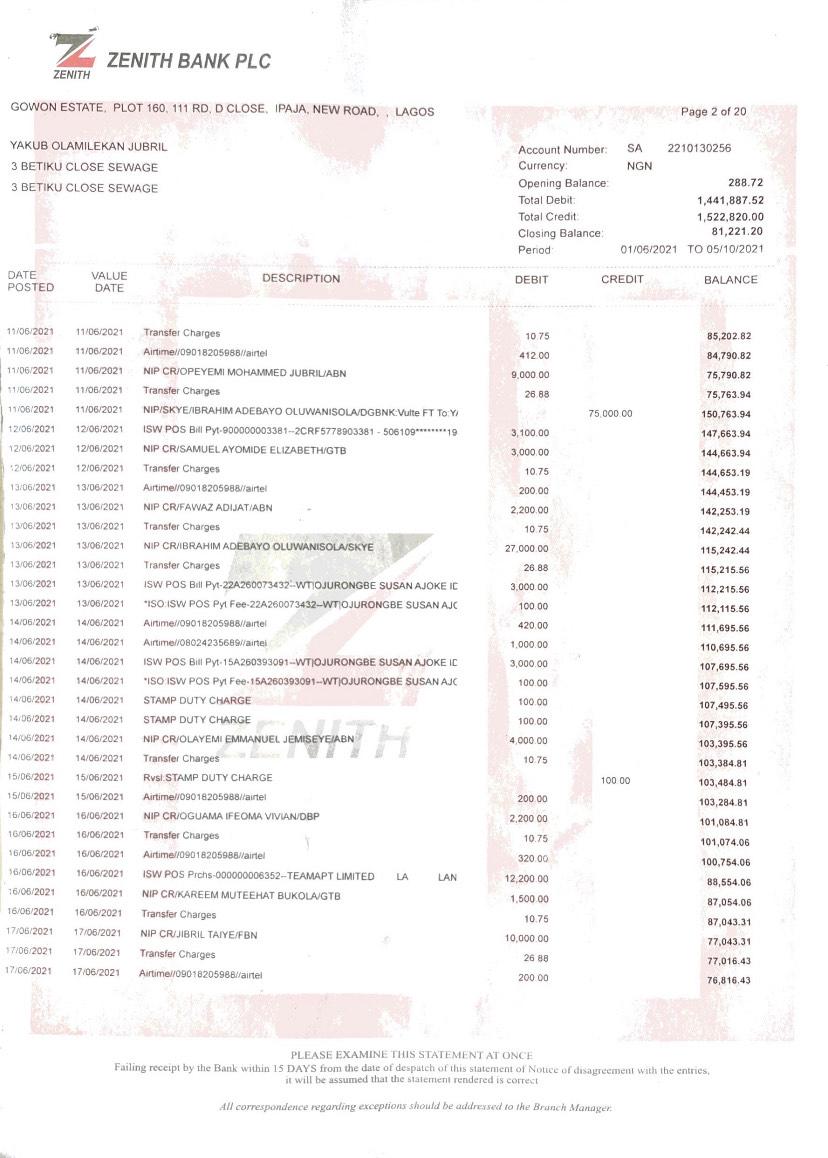 ZENITH
ZENITH BANK PLC
GOWON ESTATE, PLOT 160, 111 RD, D CLOSE, IPAJA, NEW ROAD, , LAGOS
Page 2 of 20
YAKUB OLAMILEKAN JUBRIL
3 BETIKU CLOSE SEWAGE
3 BETIKU CLOSE SEWAGE
Account Number: SA 2210130256
Currency: NGN
Opening Balance: 288.72
Total Debit: 1,441,887.52
Total Credit: 1,522,820.00
Closing Balance: 81,221.20
Period: 01/06/2021 TO 05/10/2021
DATE POSTED VALUE DATE DESCRIPTION DEBIT CREDIT BALANCE
11/06/2021 11/06/2021 Transfer Charges 10.75 85,202.82
11/06/2021 11/06/2021 Airtime//09018205988//airtel 412.00 84,790.82
11/06/2021 11/06/2021 NIP CR/OPEYEMI MOHAMMED JUBRIL/ABN 9,000.00 75,790.82
11/06/2021 11/06/2021 Transfer Charges 26.88 75,763.94
11/06/2021 11/06/2021 NIP/SKYE/IBRAHIM ADEBAYO OLUWANISOLA/DGBNK:Vulte FT To:Y/ 75,000.00 150,763.94
12/06/2021 12/06/2021 ISW POS Bill Pyt-900000003381--2CRF5778903381 - 506109********19 3,100.00 147,663.94
12/06/2021 12/06/2021 NIP CR/SAMUEL AYOMIDE ELIZABETH/GTB 3,000.00 144,663.94
12/06/2021 12/06/2021 Transfer Charges 10.75 144,653.19
13/06/2021 13/06/2021 Airtime//09018205988//airtel 200.00 144,453.19
13/06/2021 13/06/2021 NIP CR/FAWAZ ADIJAT/ABN 2,200.00 142,253.19
13/06/2021 13/06/2021 Transfer Charges 10.75 142,242.44
13/06/2021 13/06/2021 NIP CR/IBRAHIM ADEBAYO OLUWANISOLA/SKYE 27,000.00 115,242.44
13/06/2021 13/06/2021 Transfer Charges 26.88 115,215.56
13/06/2021 13/06/2021 ISW POS Bill Pyt-22A260073432--WT|OJURONGBE SUSAN AJOKE ID 3,000.00 112,215.56
13/06/2021 13/06/2021 *ISO:ISW POS Pyt Fee-22A260073432--WT|OJURONGBE SUSAN AJO 100.00 112,115.56
14/06/2021 14/06/2021 Airtime//09018205988//airtel 420.00 111,695.56
14/06/2021 14/06/2021 Airtime//08024235689//airtel 1,000.00 110,695.56
14/06/2021 14/06/2021 ISW POS Bill Pyt-15A260393091--WT|OJURONGBE SUSAN AJOKE ID 3,000.00 107,695.56
14/06/2021 14/06/2021 *ISO:ISW POS Pyt Fee-15A260393091--WT|OJURONGBE SUSAN AJO 100.00 107,595.56
14/06/2021 14/06/2021 STAMP DUTY CHARGE 100.00 107,495.56
14/06/2021 14/06/2021 STAMP DUTY CHARGE 100.00 107,395.56
14/06/2021 14/06/2021 NIP CR/OLAYEMI EMMANUEL JEMISEYE/ABN 4,000.00 103,395.56
14/06/2021 14/06/2021 Transfer Charges 10.75 103,384.81
15/06/2021 15/06/2021 Rvsl:STAMP DUTY CHARGE 100.00 103,484.81
15/06/2021 15/06/2021 Airtime//09018205988//airtel 200.00 103,284.81
16/06/2021 16/06/2021 NIP CR/OGUAMA IFEOMA VIVIAN/DBP 2,200.00 101,084.81
16/06/2021 16/06/2021 Transfer Charges 10.75 101,074.06
16/06/2021 16/06/2021 Airtime//09018205988//airtel 320.00 100,754.06
16/06/2021 16/06/2021 ISW POS Prchs-000000006352--TEAMAPT LIMITED LA LAN 12,200.00 88,554.06
16/06/2021 16/06/2021 NIP CR/KAREEM MUTEEHAT BUKOLA/GTB 1,500.00 87,054.06
16/06/2021 16/06/2021 Transfer Charges 10.75 87,043.31
17/06/2021 17/06/2021 NIP CR/JIBRIL TAIYE/FBN 10,000.00 77,043.31
17/06/2021 17/06/2021 Transfer Charges 26.88 77,016.43
17/06/2021 17/06/2021 Airtime//09018205988//airtel 200.00 76,816.43
ZENITH
PLEASE EXAMINE THIS STATEMENT AT ONCE
Failing receipt by the Bank within 15 DAYS from the date of despatch of this statement of Notice of disagreement with the entries,
it will be assumed that the statement rendered is correct
All correspondence regarding exceptions should be addressed to the Branch Manager.